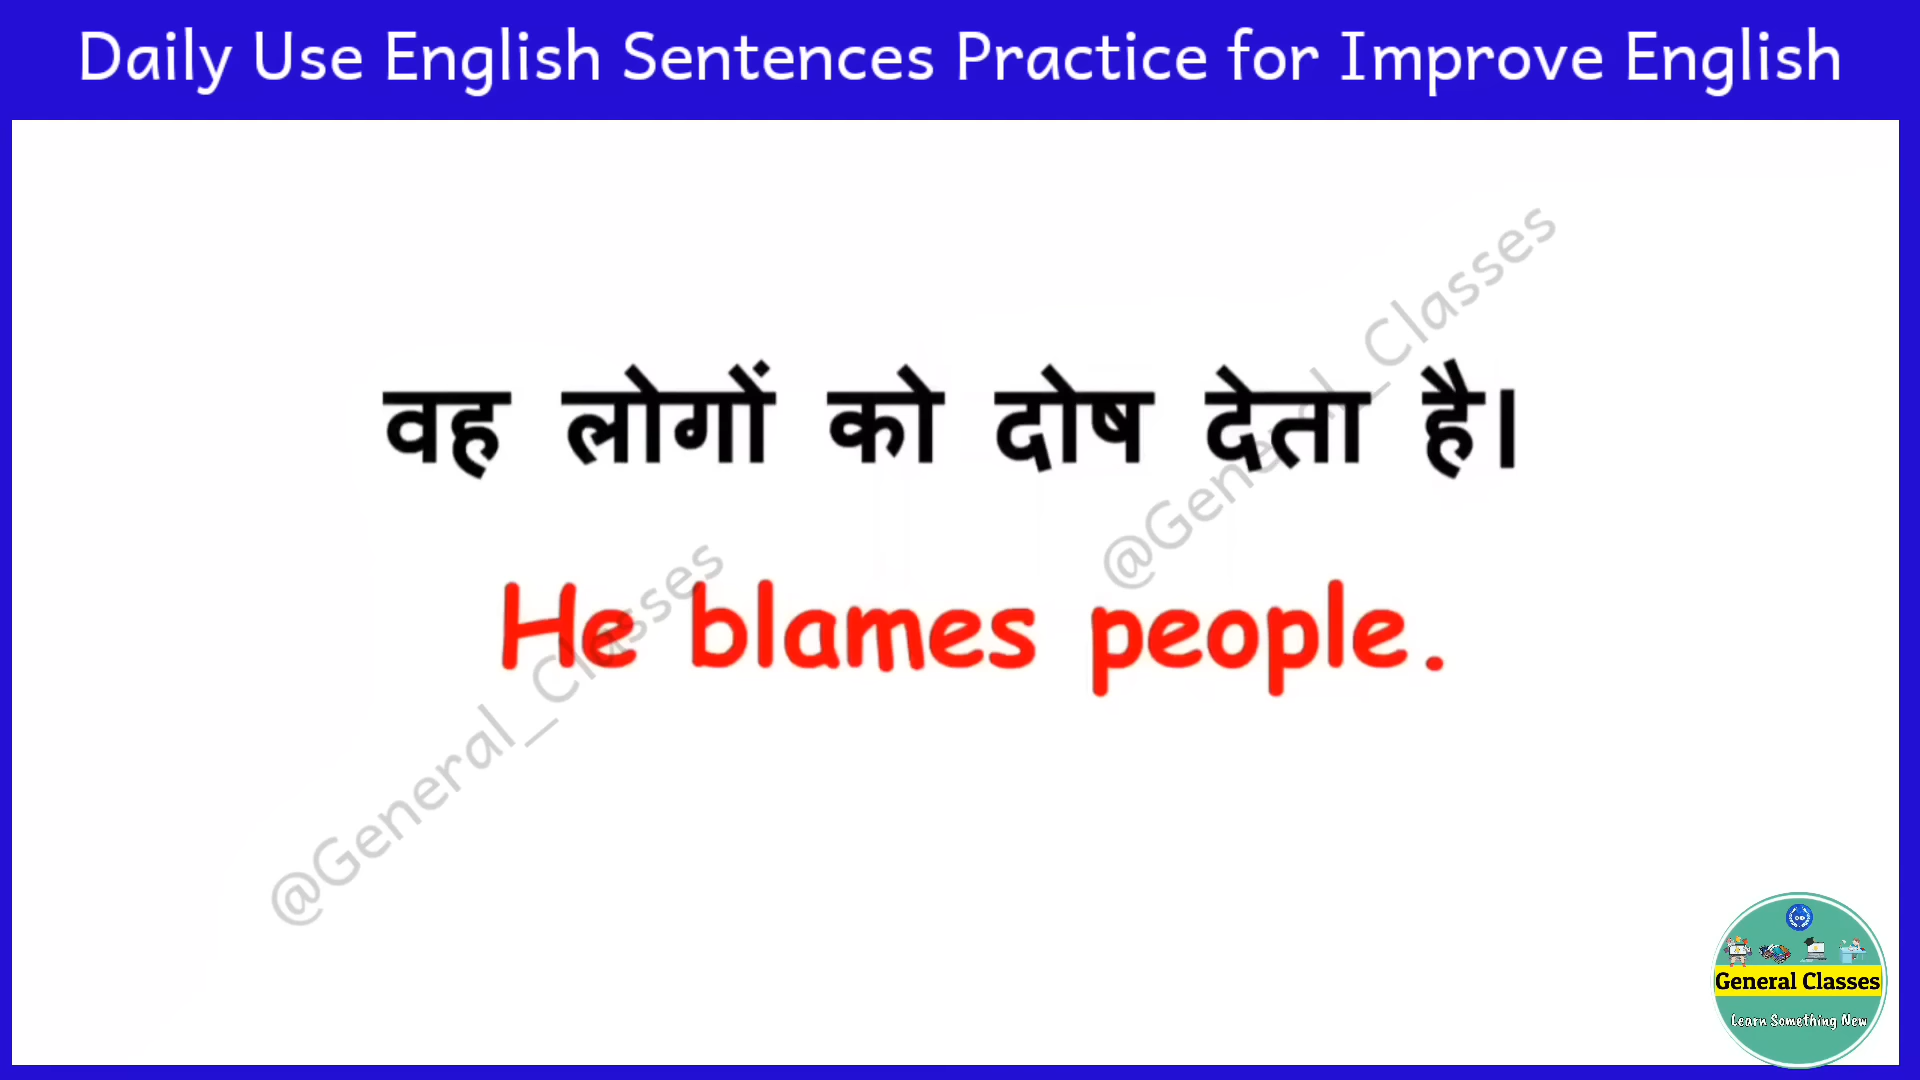 Daily Use English Sentences Practice for Improve English
वह लोगों को दोष देता है।
He blames people.
@General_Classes
@General_Classes
General Classes
Learn Something New